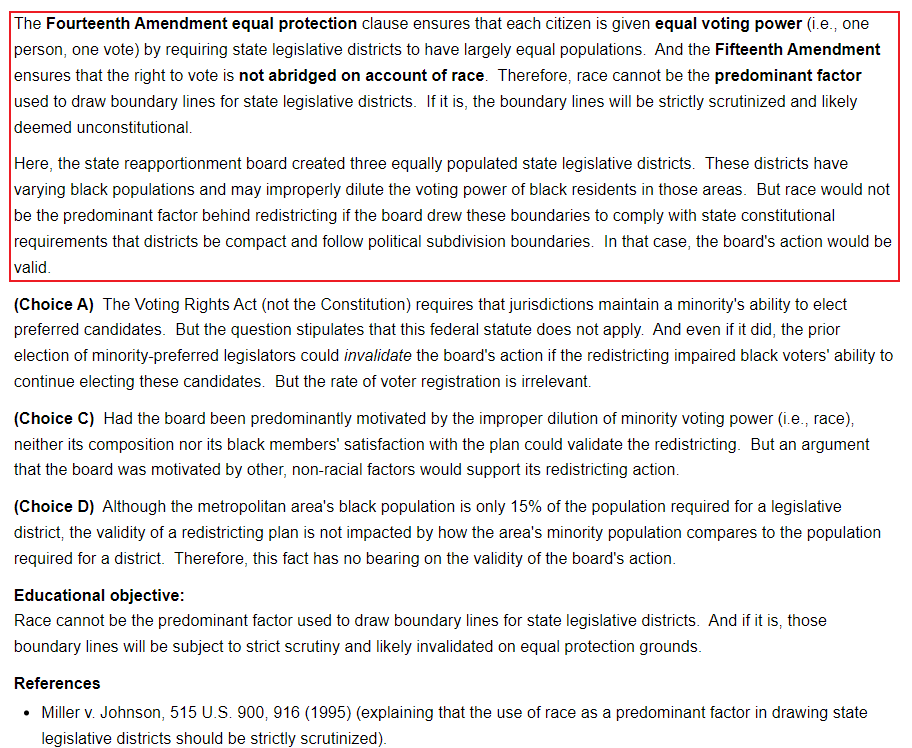 The Fourteenth Amendment equal protection clause ensures that each citizen is given equal voting power (i.e., one
person, one vote) by requiring state legislative districts to have largely equal populations.  And the Fifteenth Amendment
ensures that the right to vote is not abridged on account of race.  Therefore, race cannot be the predominant factor
used to draw boundary lines for state legislative districts.  If it is, the boundary lines will be strictly scrutinized and likely
deemed unconstitutional.
Here, the state reapportionment board created three equally populated state legislative districts.  These districts have
varying black populations and may improperly dilute the voting power of black residents in those areas.  But race would not
be the predominant factor behind redistricting if the board drew these boundaries to comply with state constitutional
requirements that districts be compact and follow political subdivision boundaries.  In that case, the board's action would be
valid.
(Choice A)  The Voting Rights Act (not the Constitution) requires that jurisdictions maintain a minority's ability to elect
preferred candidates.  But the question stipulates that this federal statute does not apply.  And even if it did, the prior
election of minority-preferred legislators could invalidate the board's action if the redistricting impaired black voters' ability to
continue electing these candidates.  But the rate of voter registration is irrelevant.
(Choice C)  Had the board been predominantly motivated by the improper dilution of minority voting power (i.e., race),
neither its composition nor its black members' satisfaction with the plan could validate the redistricting.  But an argument
that the board was motivated by other, non-racial factors would support its redistricting action.
(Choice D)  Although the metropolitan area's black population is only 15% of the population required for a legislative
district, the validity of a redistricting plan is not impacted by how the area's minority population compares to the population
required for a district.  Therefore, this fact has no bearing on the validity of the board's action.
Educational objective:
Race cannot be the predominant factor used to draw boundary lines for state legislative districts.  And if it is, those
boundary lines will be subject to strict scrutiny and likely invalidated on equal protection grounds.
References
• Miller v. Johnson, 515 U.S. 900, 916 (1995) (explaining that the use of race as a predominant factor in drawing state
legislative districts should be strictly scrutinized).